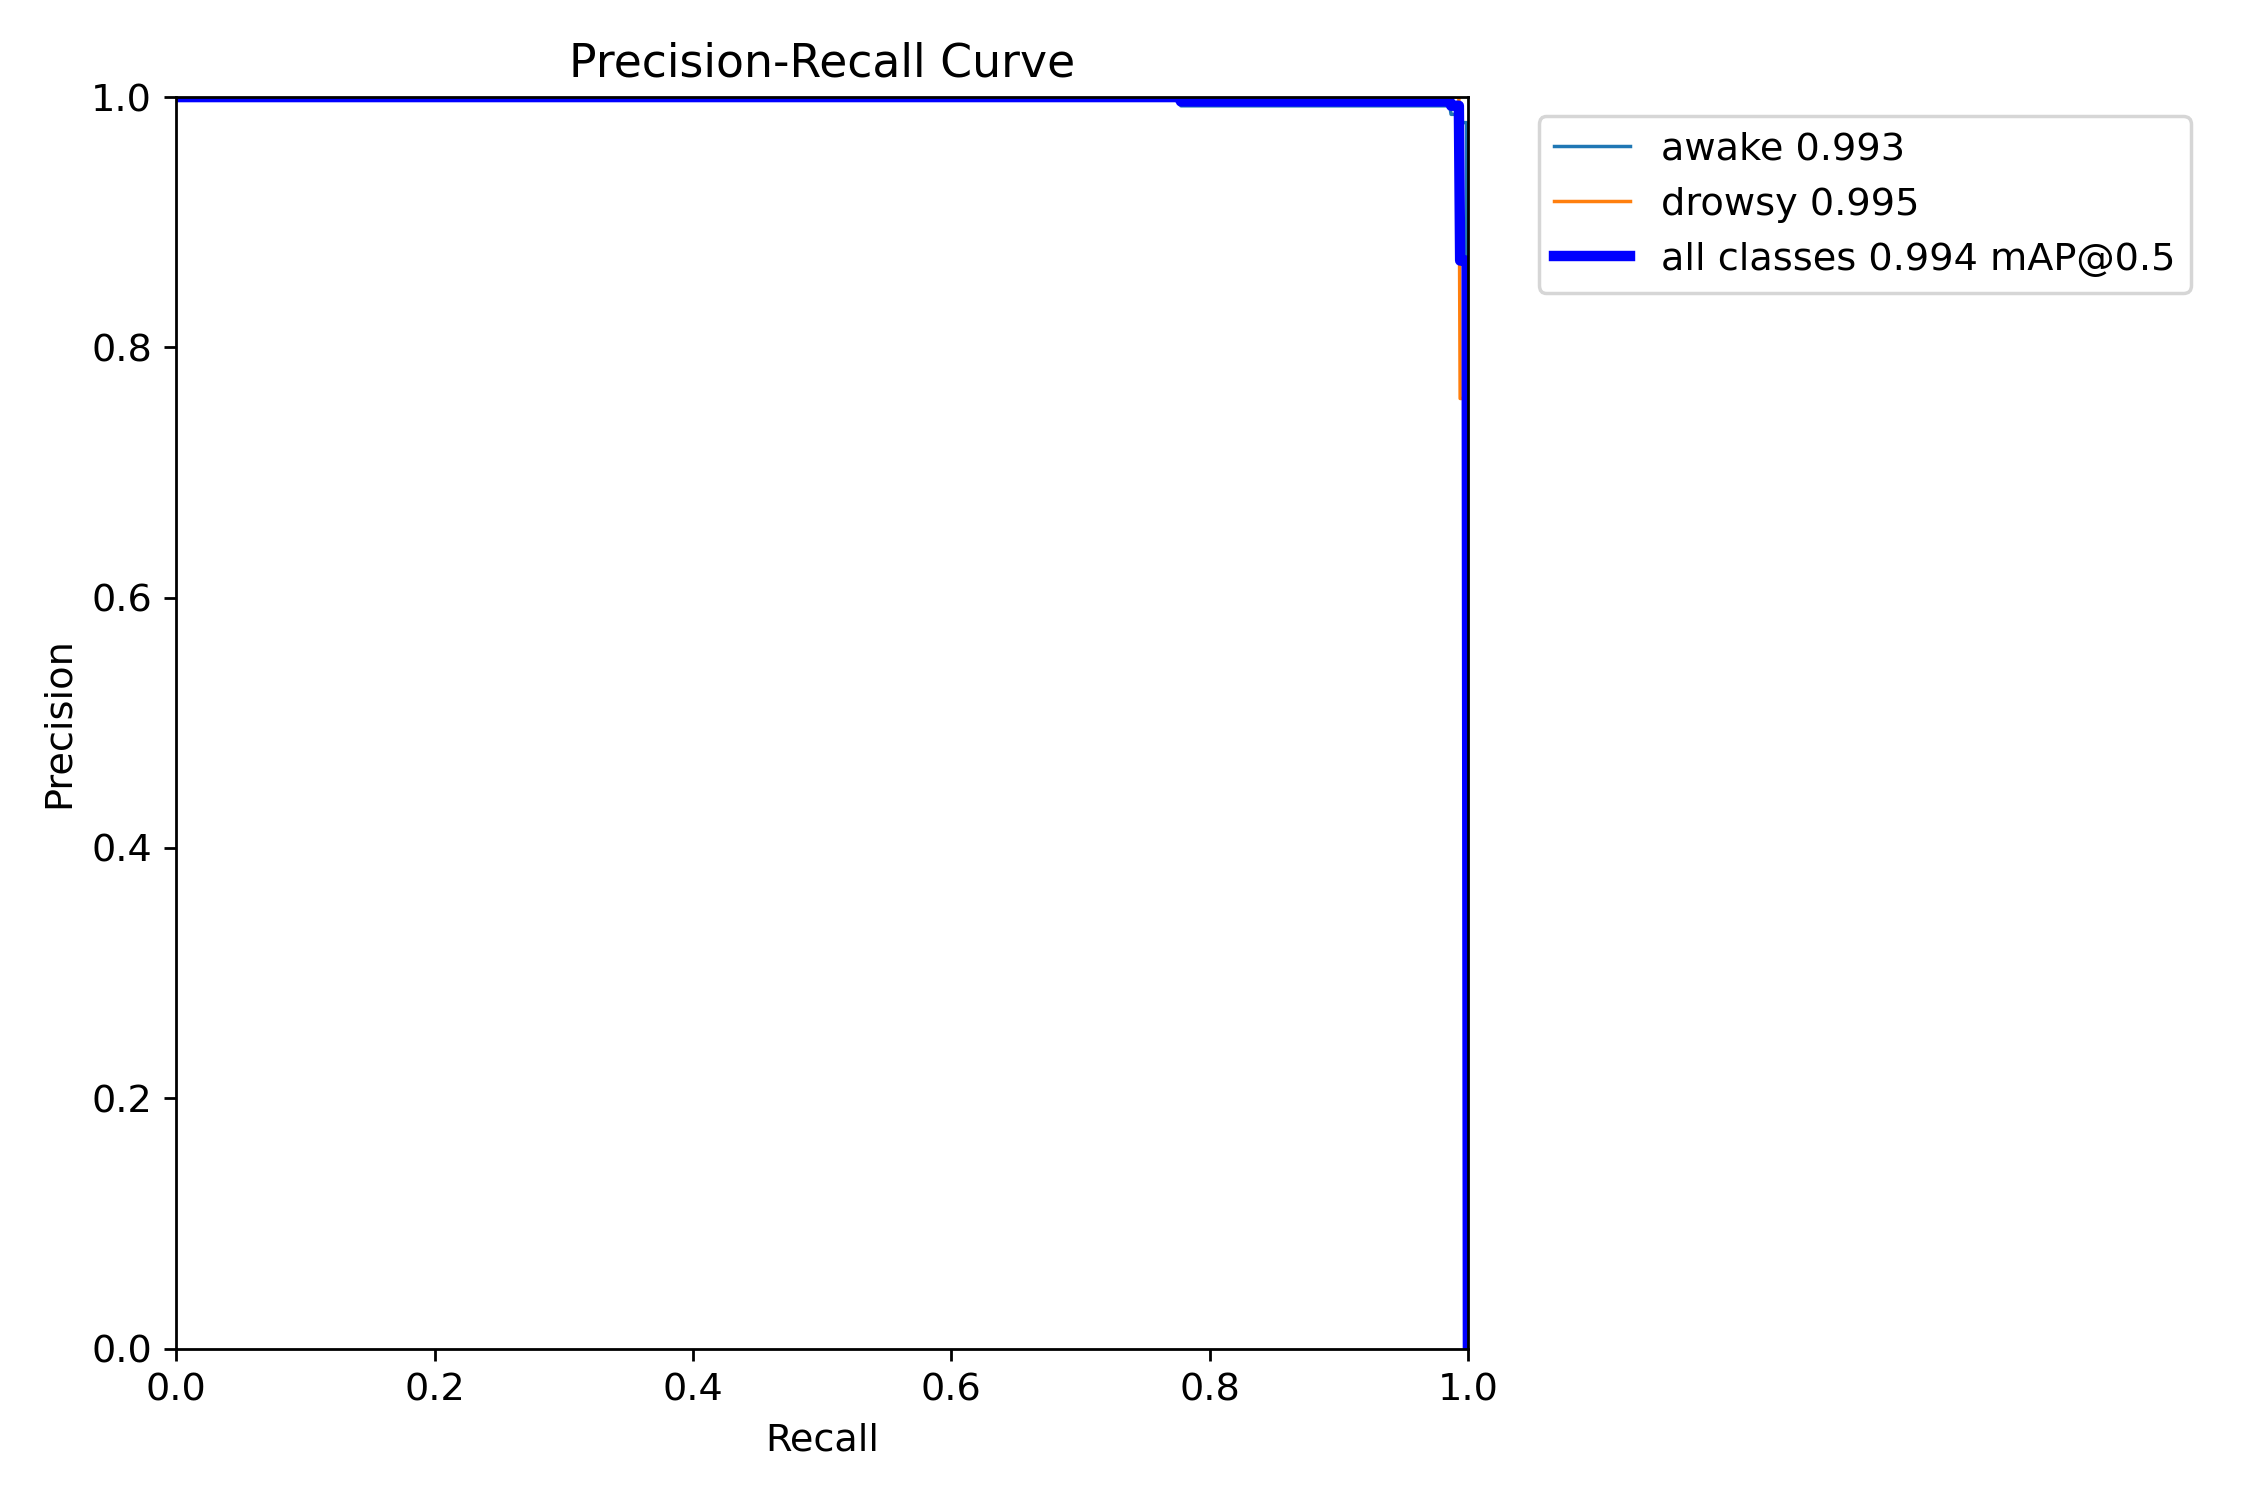 Precision-Recall Curve
1.0
0.8
0.6
0.4
0.2
0.0
Precision
0.0 0.2 0.4 0.6 0.8 1.0
Recall
awake 0.993
drowsy 0.995
all classes 0.994 mAP@0.5